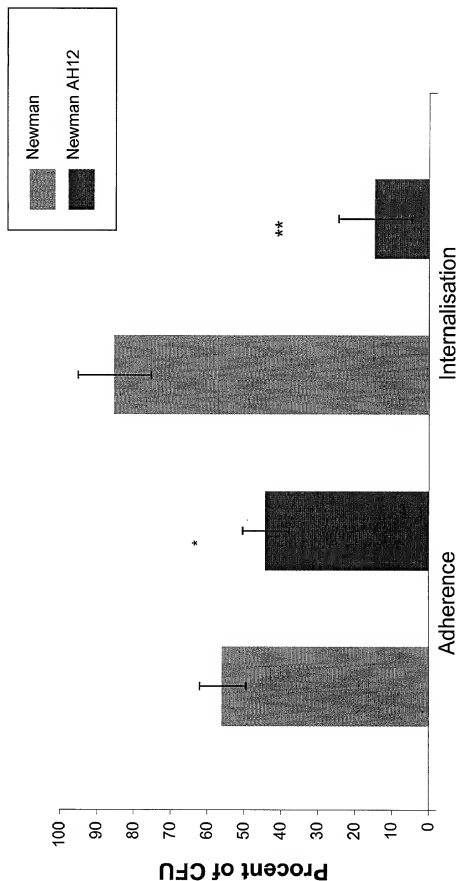 Newman
Newman AH12
Procent of CFU
100
90
80
70
60
50
40
30
20
10
0
*
**
Adherence
Internalisation